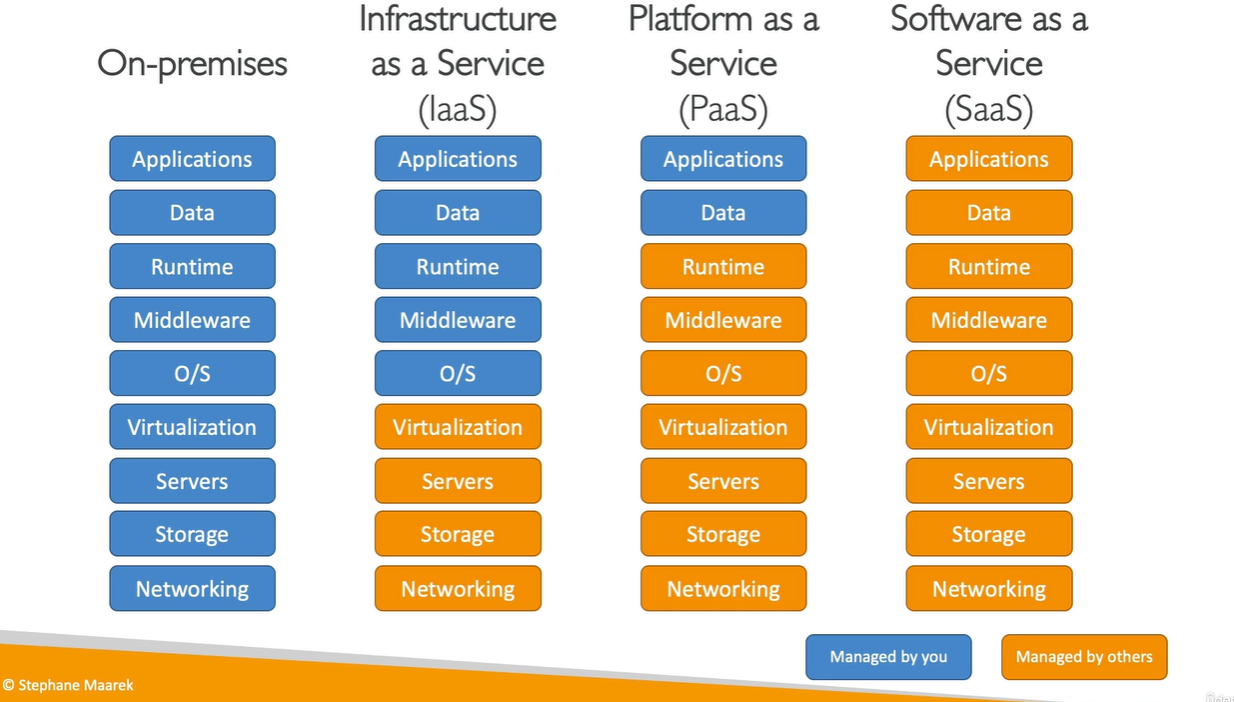 On-premises
Infrastructure
as a Service
(IaaS)
Platform as a
Service
(PaaS)
Software as a
Service
(SaaS)
Applications
Data
Runtime
Middleware
O/S
Virtualization
Servers
Storage
Networking
Applications
Data
Runtime
Middleware
O/S
Virtualization
Servers
Storage
Networking
Applications
Data
Runtime
Middleware
O/S
Virtualization
Servers
Storage
Networking
Applications
Data
Runtime
Middleware
O/S
Virtualization
Servers
Storage
Networking
Managed by you
Managed by others
© Stephane Maarek